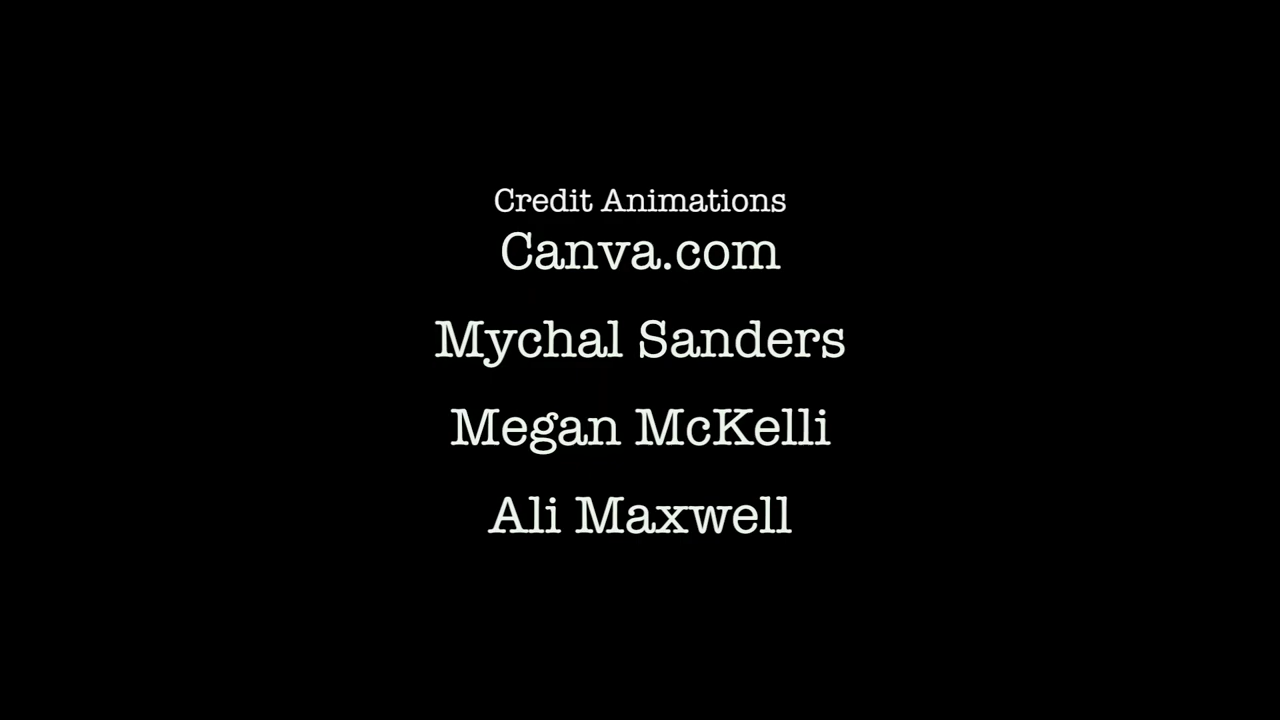 Credit Animations
Canva.com
Mychal Sanders
Megan McKelli
Ali Maxwell